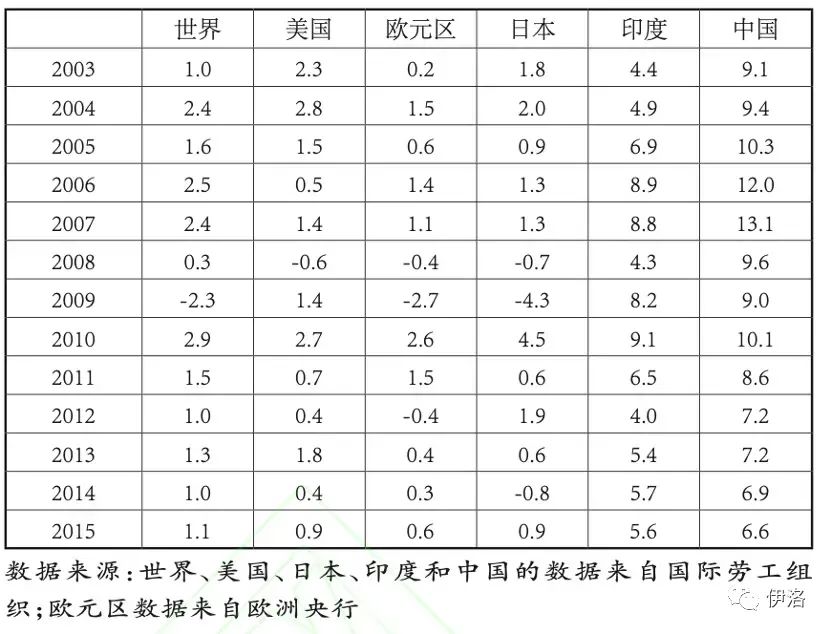 世界 美国 欧元区 日本 印度 中国
2003 1.0 2.3 0.2 1.8 4.4 9.1
2004 2.4 2.8 1.5 2.0 4.9 9.4
2005 1.6 1.5 0.6 0.9 6.9 10.3
2006 2.5 0.5 1.4 1.3 8.9 12.0
2007 2.4 1.4 1.1 1.3 8.8 13.1
2008 0.3 -0.6 -0.4 -0.7 4.3 9.6
2009 -2.3 1.4 -2.7 -4.3 8.2 9.0
2010 2.9 2.7 2.6 4.5 9.1 10.1
2011 1.5 0.7 1.5 0.6 6.5 8.6
2012 1.0 0.4 -0.4 1.9 4.0 7.2
2013 1.3 1.8 0.4 0.6 5.4 7.2
2014 1.0 0.4 0.3 -0.8 5.7 6.9
2015 1.1 0.9 0.6 0.9 5.6 6.6
数据来源:世界、美国、日本、印度和中国的数据来自国际劳工组
织;欧元区数据来自欧洲央行
伊洛